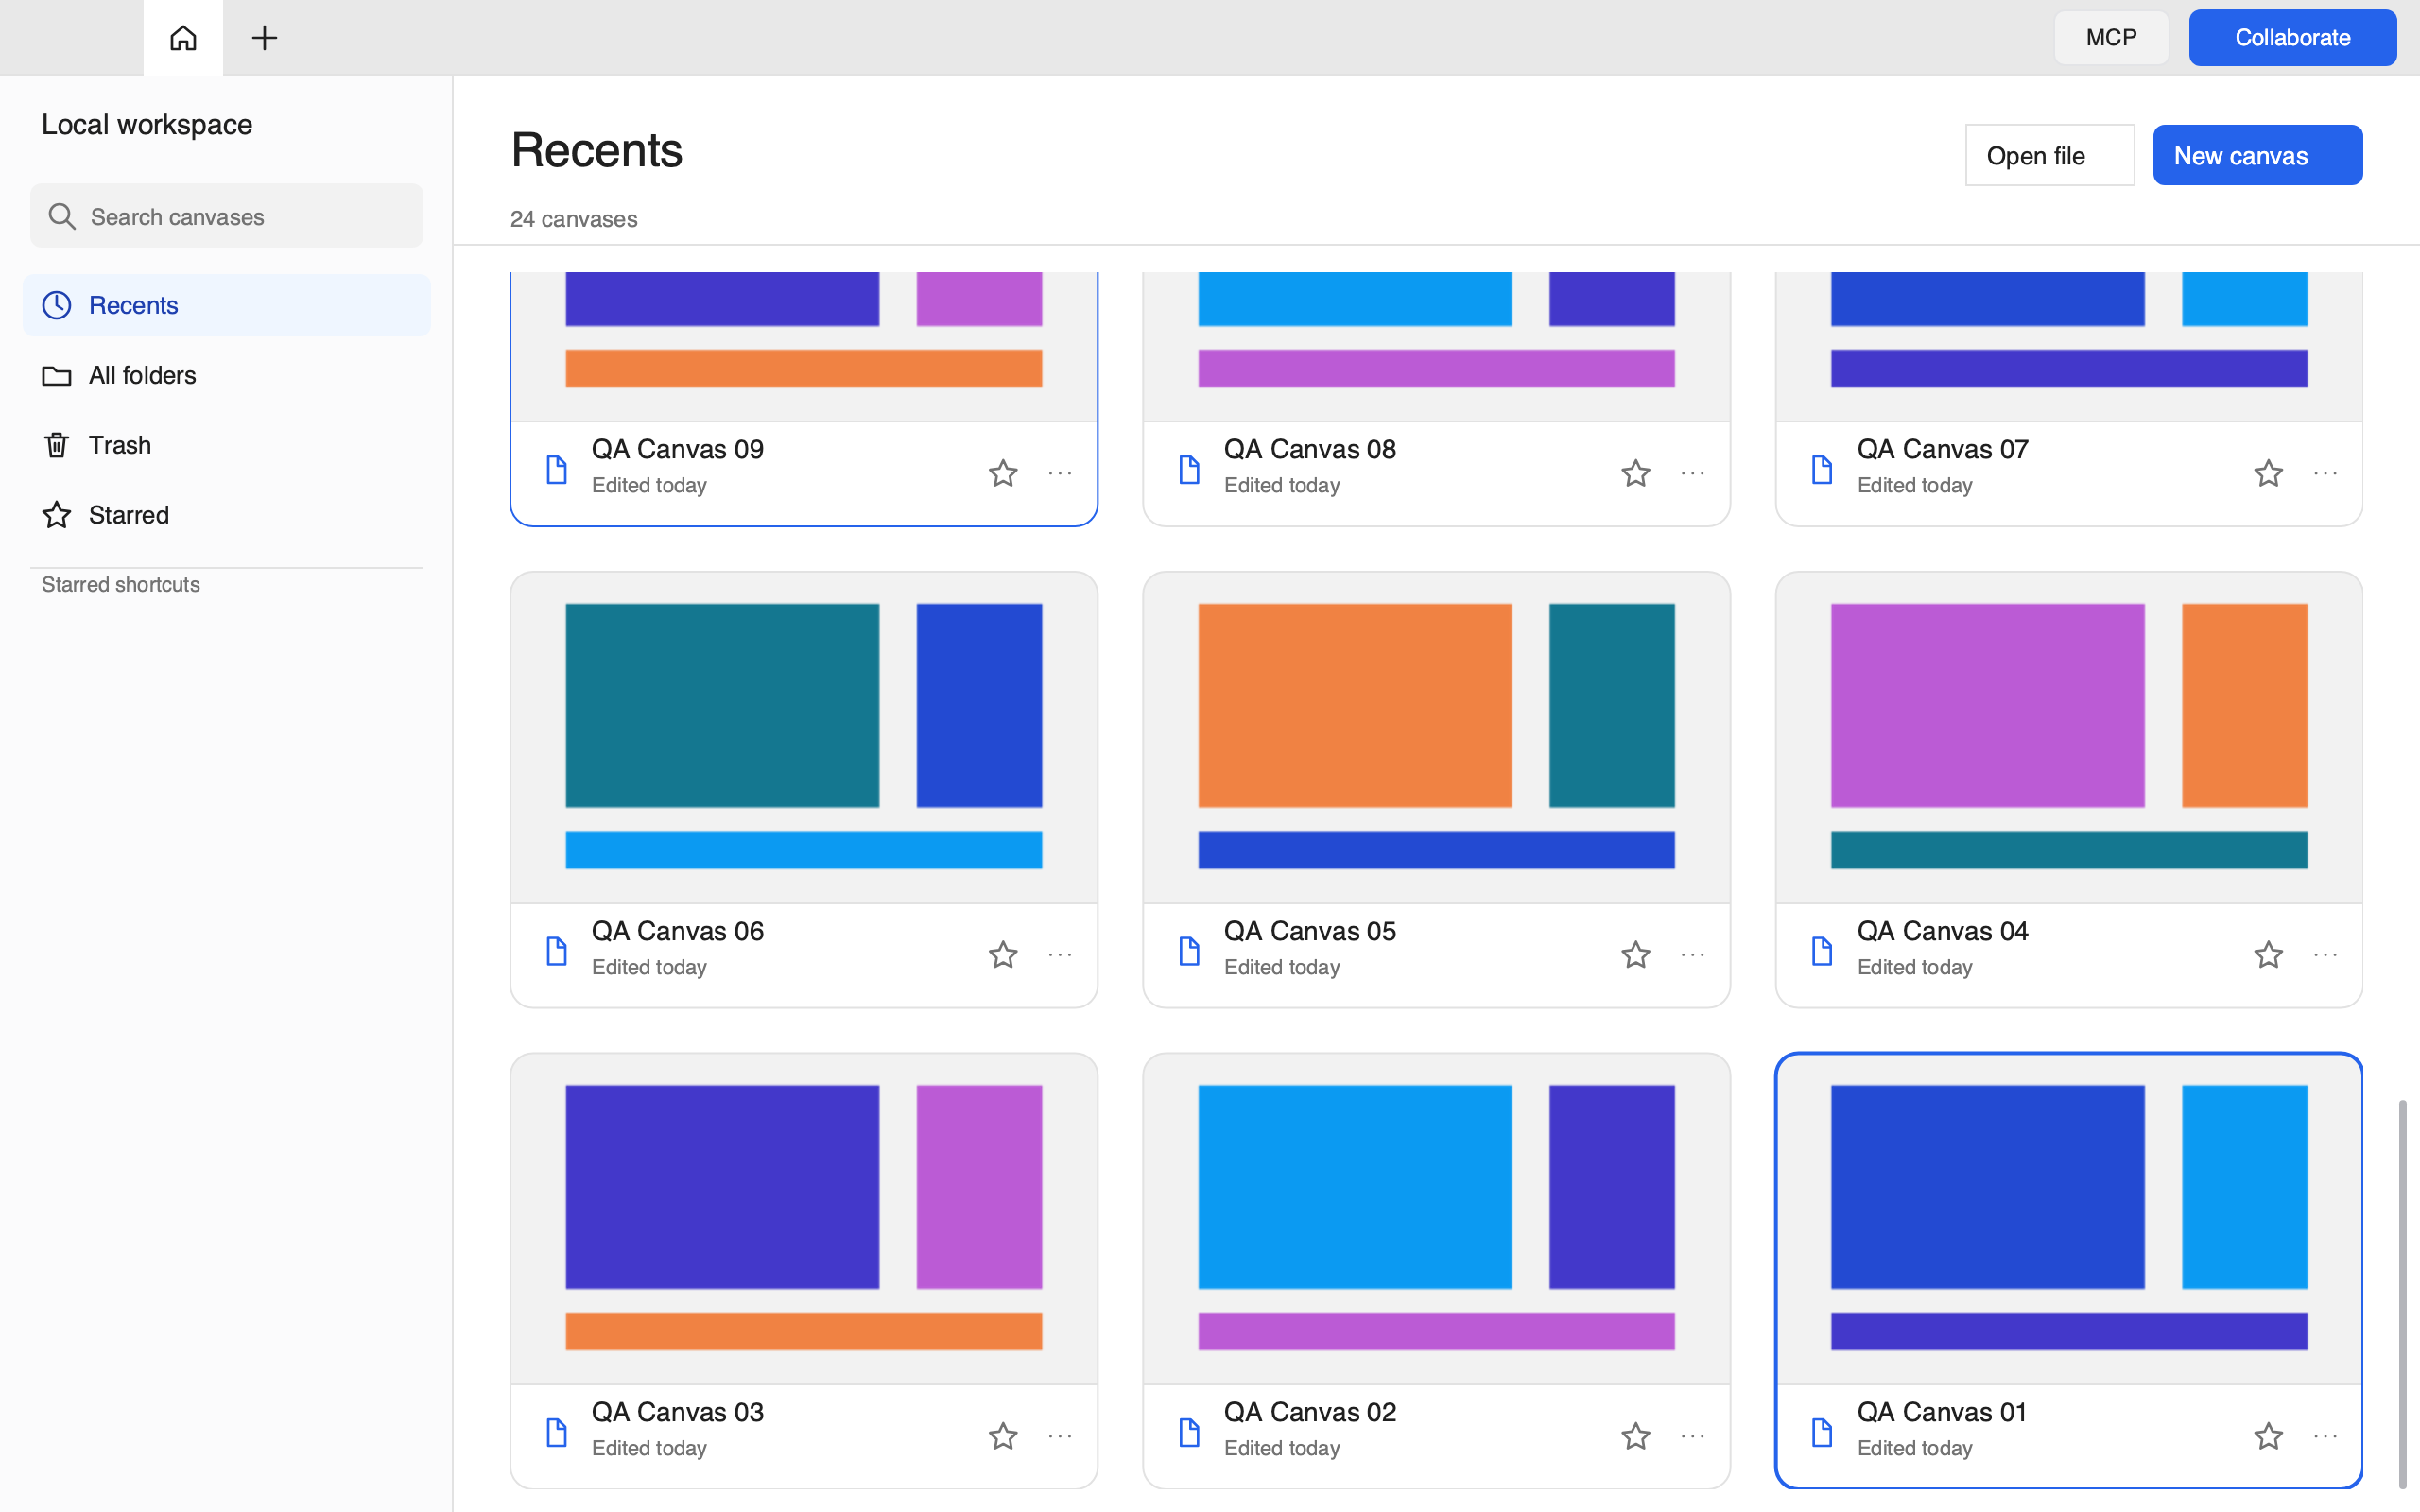 MCP
Collaborate
Local workspace
Search canvases
Recents
All folders
Trash
Starred
Starred shortcuts
Recents
24 canvases
Open file
New canvas
QA Canvas 09
Edited today
QA Canvas 08
Edited today
QA Canvas 07
Edited today
QA Canvas 06
Edited today
QA Canvas 05
Edited today
QA Canvas 04
Edited today
QA Canvas 03
Edited today
QA Canvas 02
Edited today
QA Canvas 01
Edited today